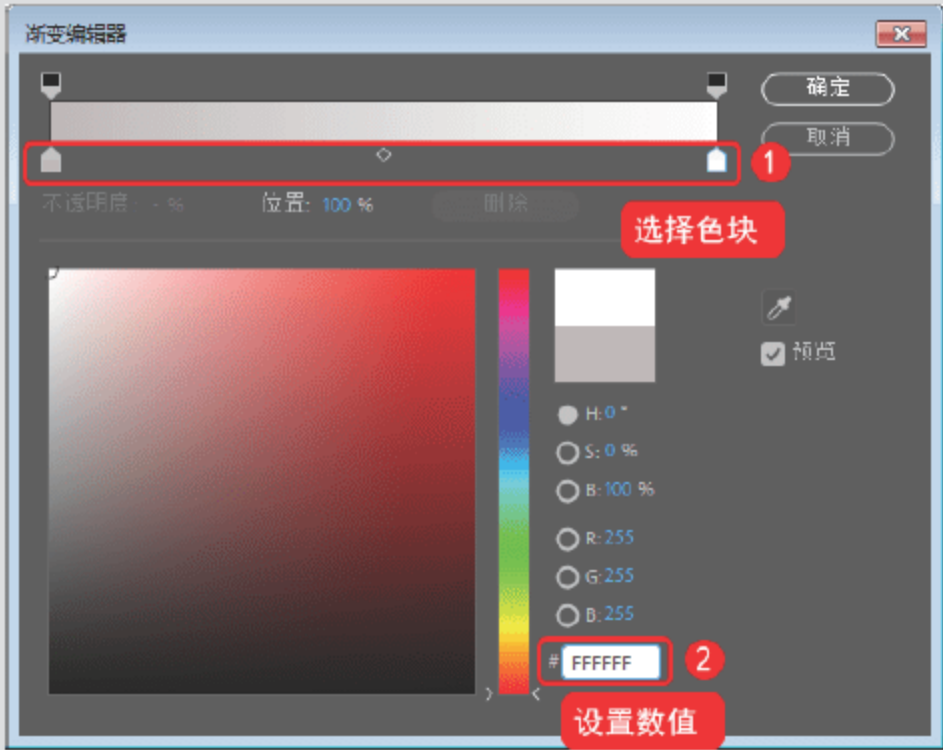 渐变编辑器
确定
取消
1
不透明度: - %
位置: 100 %
删除
选择色块
预览
H:0 °
S:0 %
B:100 %
R:255
G:255
B:255
# FFFFFF
2
设置数值